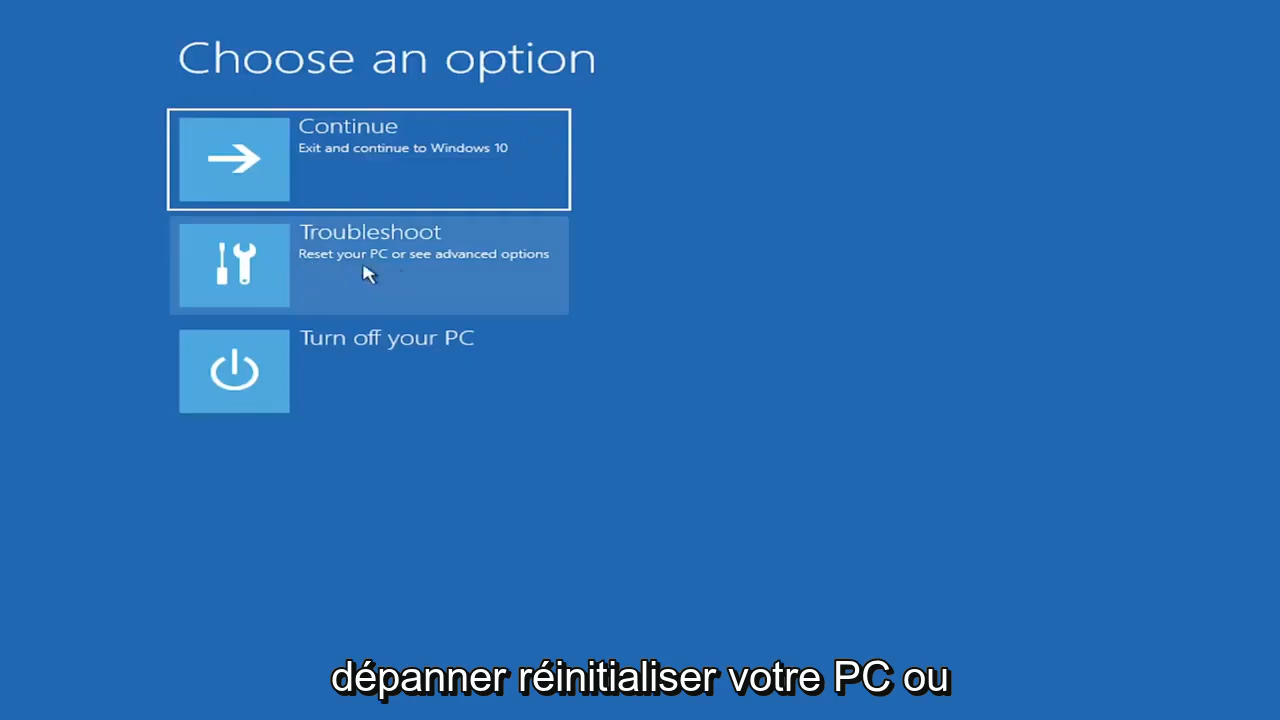 Choose an option
Continue
Exit and continue to Windows 10
Troubleshoot
Reset your PC or see advanced options
Turn off your PC
dépanner réinitialiser votre PC ou